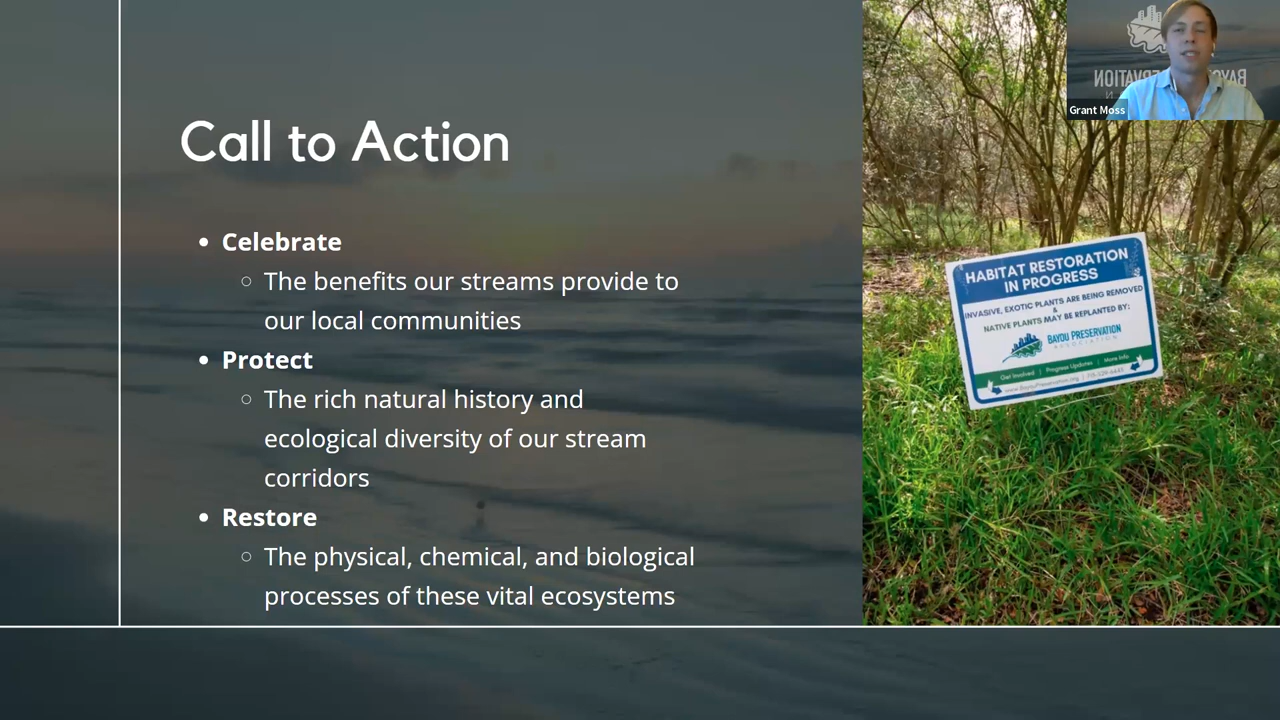 Call to Action
Celebrate
The benefits our streams provide to
our local communities
Protect
The rich natural history and
ecological diversity of our stream
corridors
Restore
The physical, chemical, and biological
processes of these vital ecosystems
HABITAT RESTORATION
IN PROGRESS
INVASIVE, EXOTIC PLANTS ARE BEING REMOVED
&
NATIVE PLANTS MAY BE REPLANTED BY:
BAYOU PRESERVATION
ASSOCIATION
Get Involved | Progress Updates | More Info
www.BayouPreservation.org
Grant Moss